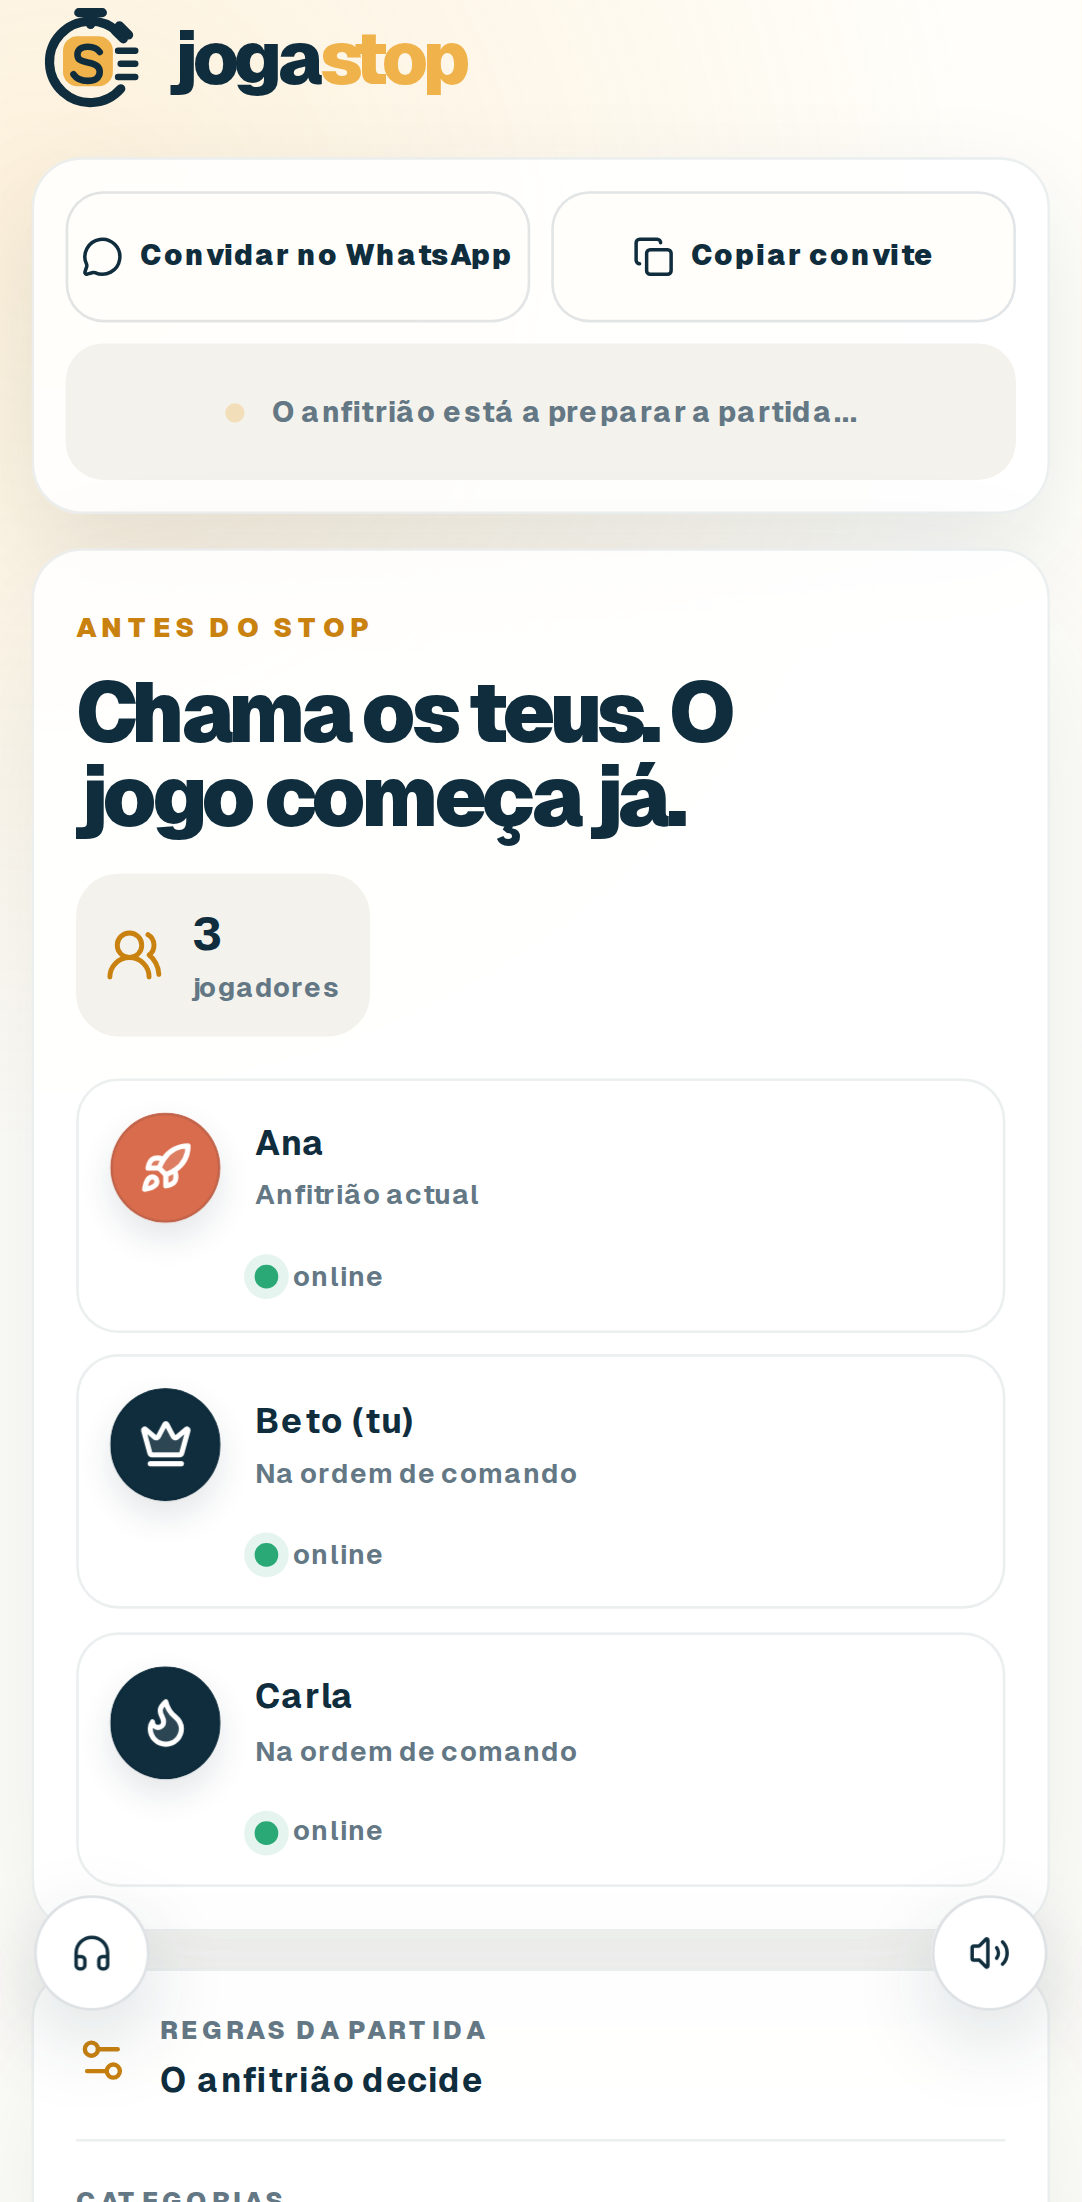 jogastop
Convidar no WhatsApp
Copiar convite
O anfitrião está a preparar a partida...
ANTES DO STOP
Chama os teus. O
jogo começa já.
3
jogadores
Ana
Anfitrião actual
online
Beto (tu)
Na ordem de comando
online
Carla
Na ordem de comando
online
REGRAS DA PARTIDA
O anfitrião decide
CATEGORIAS